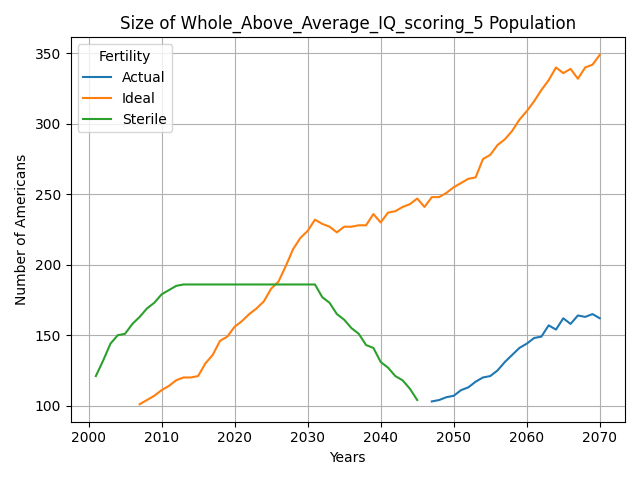 Size of Whole_Above_Average_IQ_scoring_5 Population
Fertility
Actual
Ideal
Sterile
Number of Americans
350
300
250
200
150
100
2000 2010 2020 2030 2040 2050 2060 2070
Years